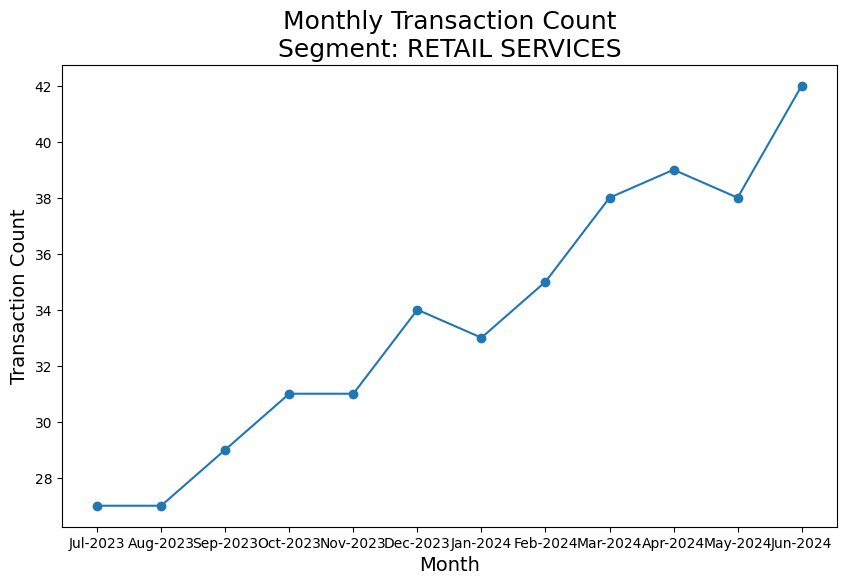 Monthly Transaction Count
Segment: RETAIL SERVICES
Transaction Count
42
40
38
36
34
32
30
28
Jul-2023 Aug-2023 Sep-2023 Oct-2023 Nov-2023 Dec-2023 Jan-2024 Feb-2024 Mar-2024 Apr-2024 May-2024 Jun-2024
Month